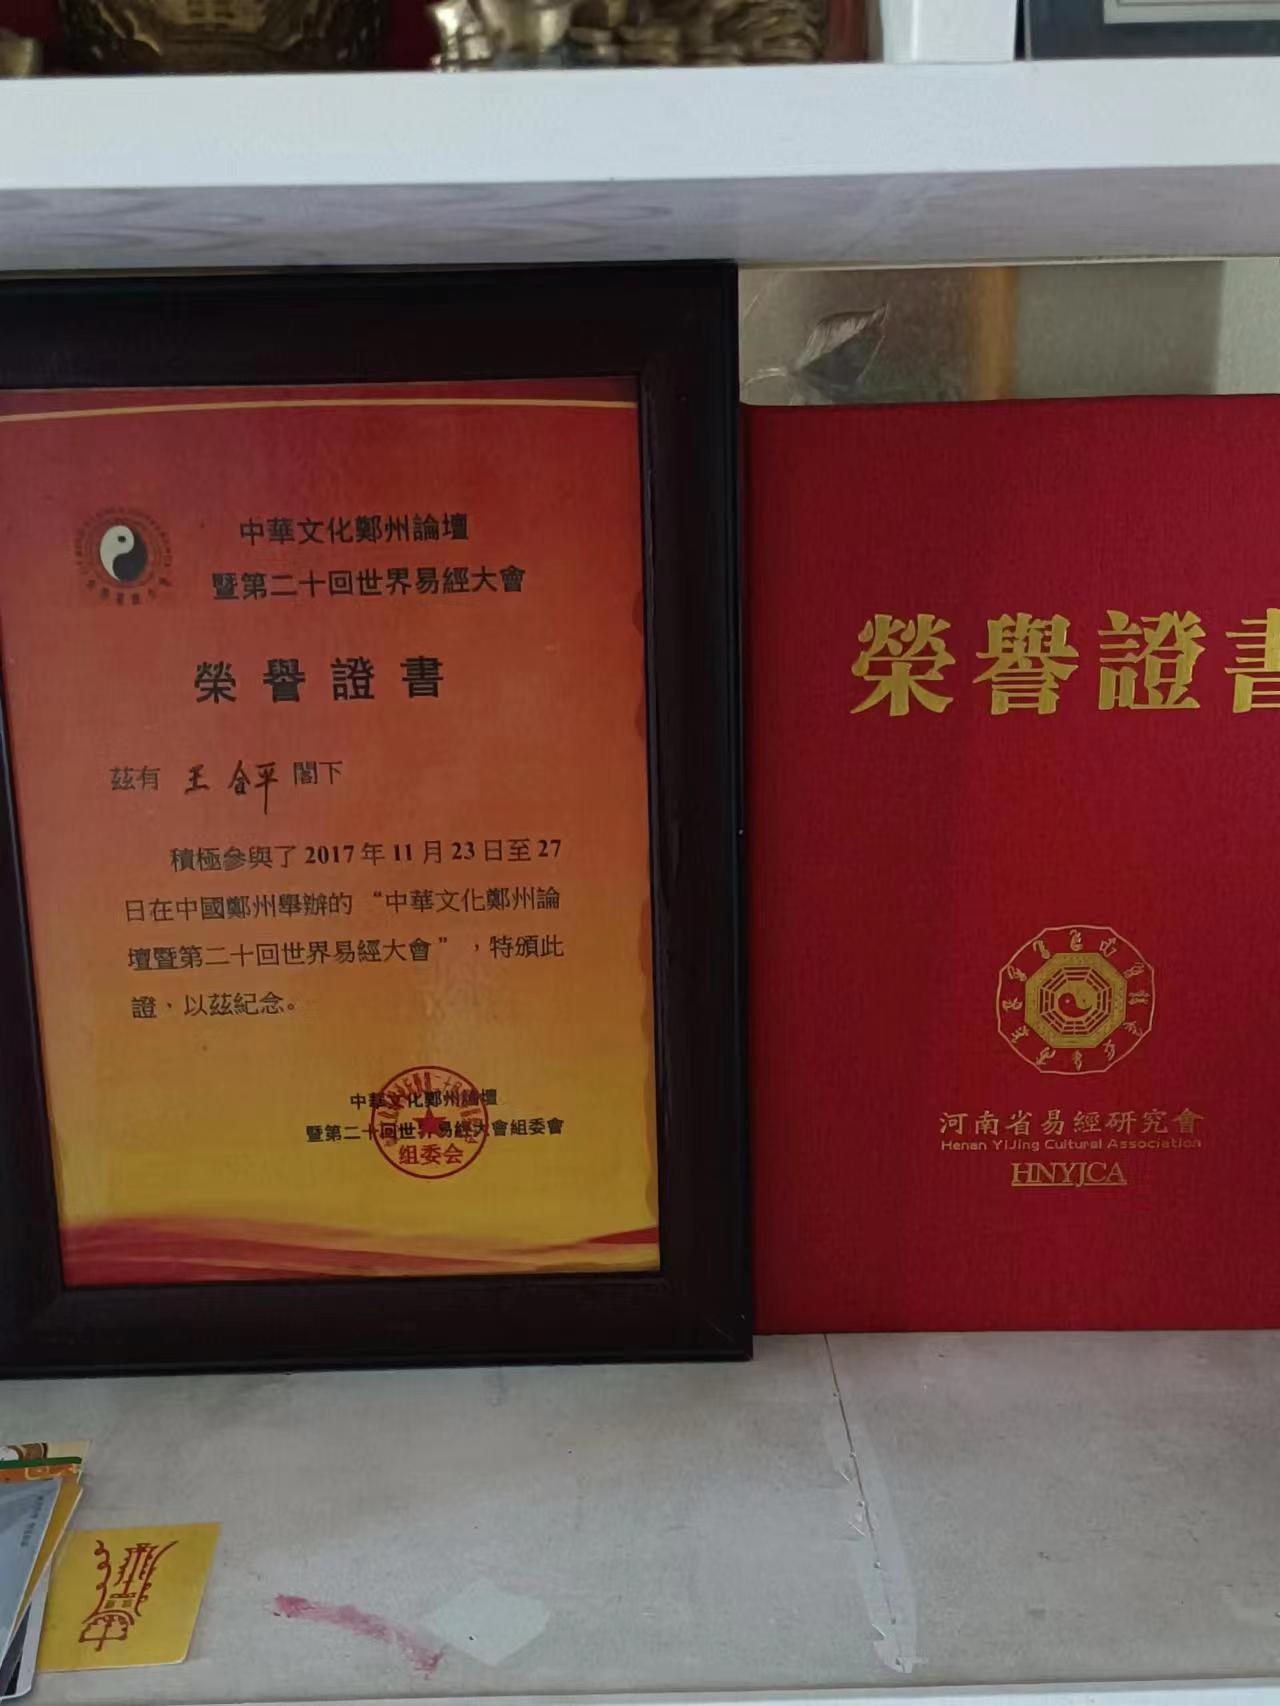 中華文化鄭州論壇
暨第二十回世界易經大會
榮譽證書
茲有 王合平 閣下
積極參與了2017年11月23日至27
日在中國鄭州舉辦的“中華文化鄭州論
壇暨第二十回世界易經大會”，特頒此
證、以茲紀念。
中華文化鄭州論壇
暨第二十回世界易經大會組委會
组委会
榮譽證書
河南省易經研究會
Henan YiJing Cultural Association
HNYJCA